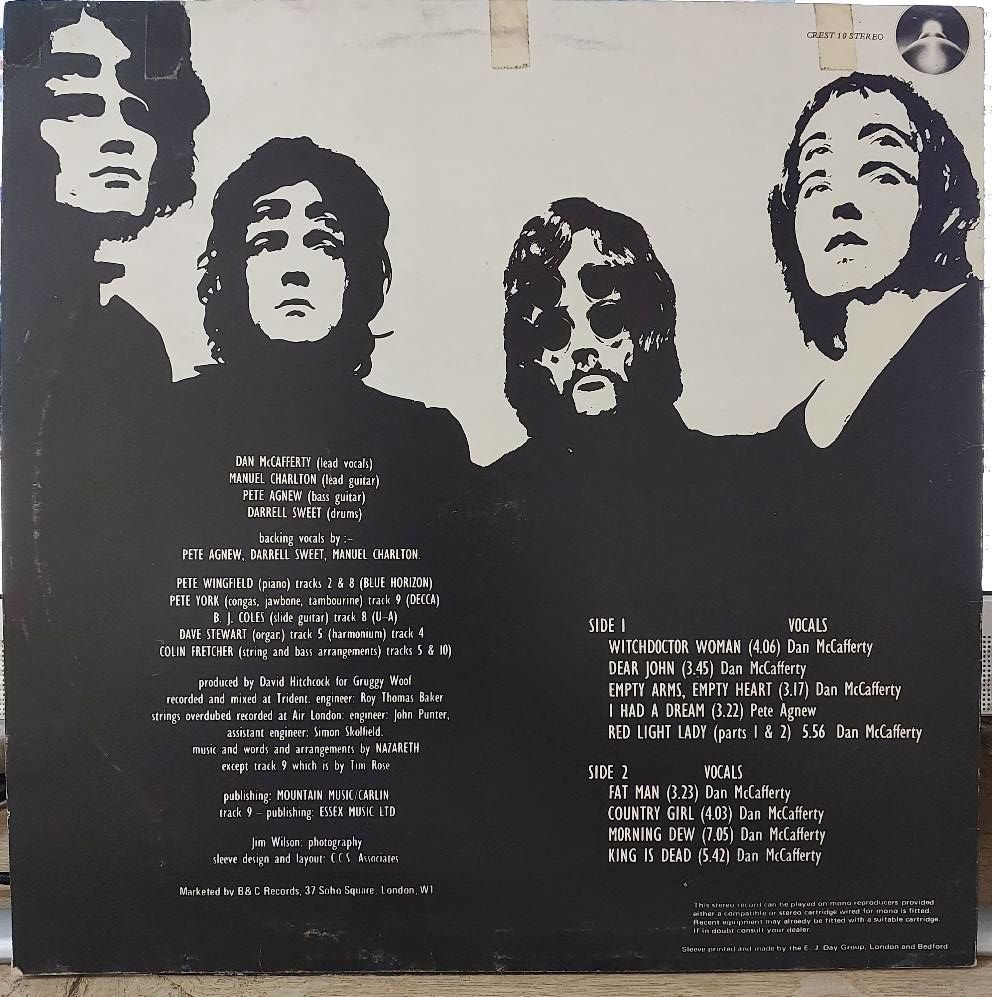 CREST 10 STEREO
DAN McCAFFERTY (lead vocals)
MANUEL CHARLTON (lead guitar)
PETE AGNEW (bass guitar)
DARRELL SWEET (drums)
backing vocals by :–
PETE AGNEW, DARRELL SWEET, MANUEL CHARLTON.
PETE WINGFIELD (piano) tracks 2 & 8 (BLUE HORIZON)
PETE YORK (congas, jawbone, tambourine) track 9 (DECCA)
B. J. COLES (slide guitar) track 8 (U–A)
DAVE STEWART (organ) track 5 (harmonium) track 4
COLIN FRETCHER (string and bass arrangements) tracks 5 & 10)
produced by David Hitchcock for Gruggy Woof
recorded and mixed at Trident. engineer: Roy Thomas Baker
strings overdubed recorded at Air London: engineer: John Punter,
assistant engineer: Simon Skolfield.
music and words and arrangements by NAZARETH
except track 9 which is by Tim Rose
publishing: MOUNTAIN MUSIC/CARLIN
track 9 – publishing: ESSEX MUSIC LTD
Jim Wilson: photography
sleeve design and layout: C.C.S. Associates
Marketed by B&C Records, 37 Soho Square, London, W1
SIDE 1 VOCALS
WITCHDOCTOR WOMAN (4.06) Dan McCafferty
DEAR JOHN (3.45) Dan McCafferty
EMPTY ARMS, EMPTY HEART (3.17) Dan McCafferty
I HAD A DREAM (3.22) Pete Agnew
RED LIGHT LADY (parts 1 & 2) 5.56 Dan McCafferty
SIDE 2 VOCALS
FAT MAN (3.23) Dan McCafferty
COUNTRY GIRL (4.03) Dan McCafferty
MORNING DEW (7.05) Dan McCafferty
KING IS DEAD (5.42) Dan McCafferty
This stereo record can be played on mono reproducers provided
either a compatible or stereo cartridge wired for mono is fitted.
Recent equipment may already be fitted with a suitable cartridge.
If in doubt consult your dealer.
Sleeve printed and made by the E. J. Day Group, London and Bedford